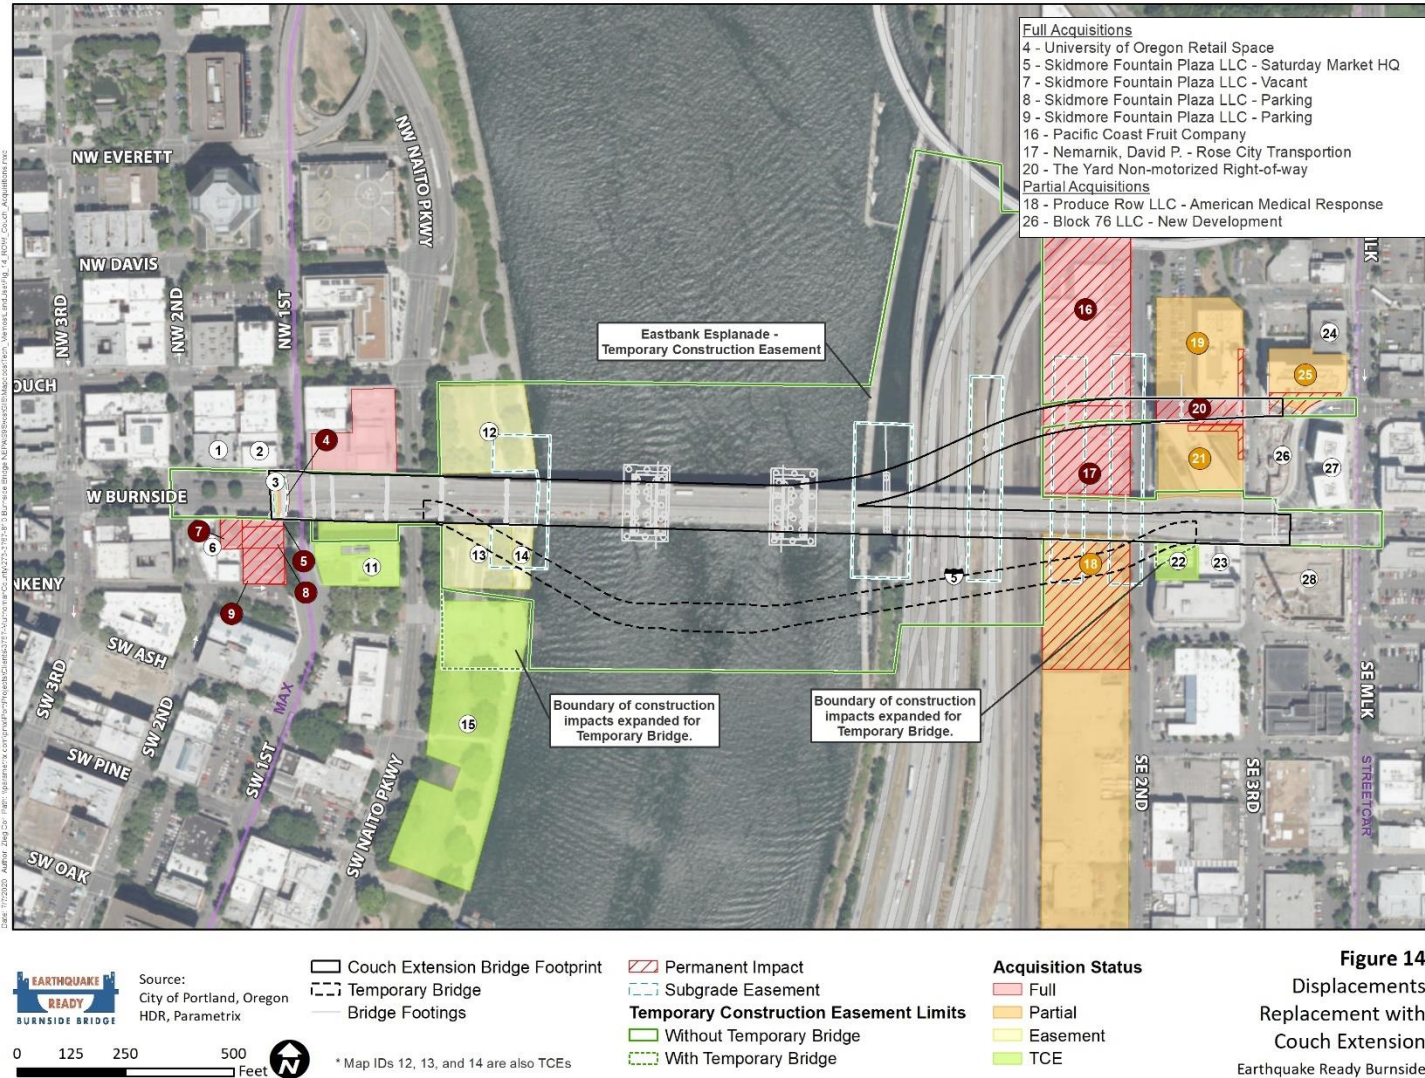 Full Acquisitions
4 - University of Oregon Retail Space
5 - Skidmore Fountain Plaza LLC - Saturday Market HQ
7 - Skidmore Fountain Plaza LLC - Vacant
8 - Skidmore Fountain Plaza LLC - Parking
9 - Skidmore Fountain Plaza LLC - Parking
16 - Pacific Coast Fruit Company
17 - Nemarnik, David P. - Rose City Transportion
20 - The Yard Non-motorized Right-of-way
Partial Acquisitions
18 - Produce Row LLC - American Medical Response
26 - Block 76 LLC - New Development
NW EVERETT
NW NAITO PKWY
NW DAVIS
NW 3RD
NW 2ND
NW 1ST
MLK
OUCH
Eastbank Esplanade -
Temporary Construction Easement
16
19
24
25
20
12
4
1
2
3
17
21
26
27
W BURNSIDE
7
6
5
11
13
14
5
18
22
23
28
NKENY
8
9
SW ASH
SW 3RD
SW 2ND
MAX
SW 1ST
SW PINE
SW OAK
SW NAITO PKWY
15
Boundary of construction
impacts expanded for
Temporary Bridge.
Boundary of construction
impacts expanded for
Temporary Bridge.
SE 2ND
SE 3RD
SE MLK
STREETCAR
EARTHQUAKE
READY
BURNSIDE BRIDGE
Source:
City of Portland, Oregon
HDR, Parametrix
0 125 250 500
Feet
N
Couch Extension Bridge Footprint
Temporary Bridge
Bridge Footings
* Map IDs 12, 13, and 14 are also TCEs
Permanent Impact
Subgrade Easement
Temporary Construction Easement Limits
Without Temporary Bridge
With Temporary Bridge
Acquisition Status
Full
Partial
Easement
TCE
Figure 14
Displacements
Replacement with
Couch Extension
Earthquake Ready Burnside